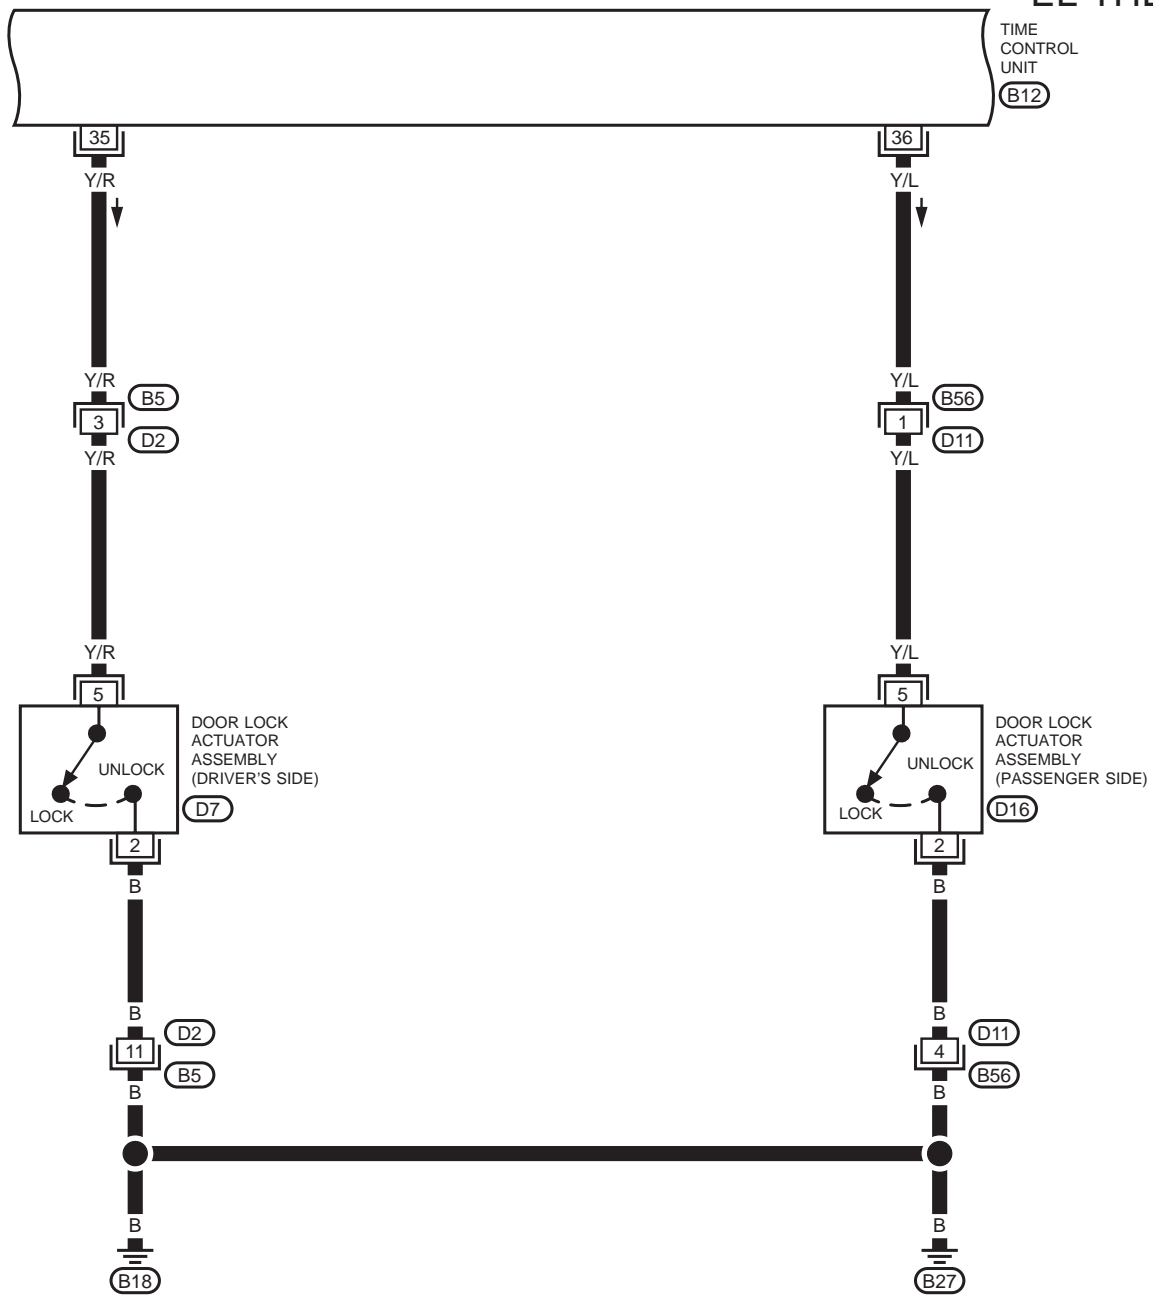 TIME
CONTROL
UNIT
B12
35
36
Y/R
Y/L
Y/R
Y/L
B5
B56
3
1
D2
D11
Y/R
Y/L
Y/R
Y/L
5
5
DOOR LOCK
ACTUATOR
ASSEMBLY
(DRIVER'S SIDE)
D7
UNLOCK
LOCK
DOOR LOCK
ACTUATOR
ASSEMBLY
(PASSENGER SIDE)
D16
UNLOCK
LOCK
2
2
B
B
B
B
D2
D11
11
4
B5
B56
B
B
B
B
B18
B27